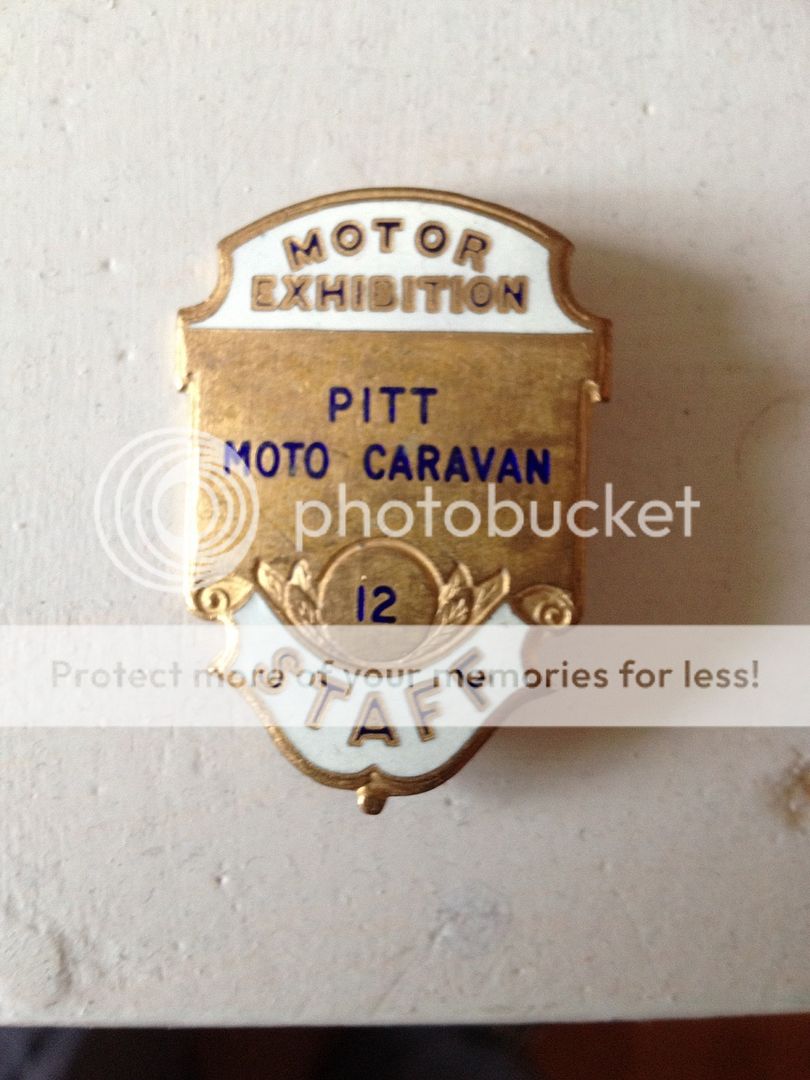 MOTOR
EXHIBITION
PITT
MOTO CARAVAN
photobucket
12
Protect more of your memories for less!
STAFF